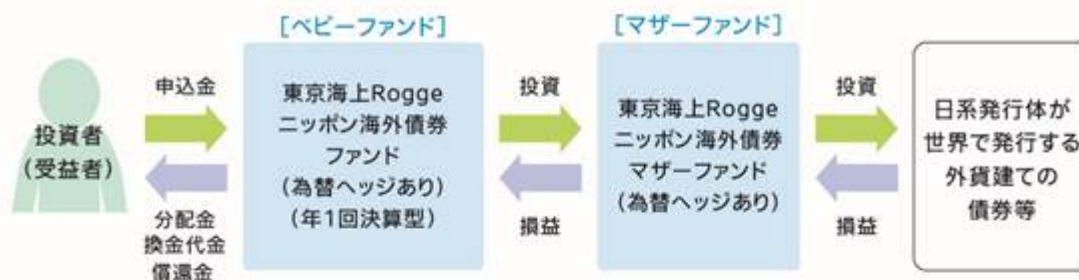 [ベビーファンド]
[マザーファンド]
投資者
(受益者)
申込金
分配金
換金代金
償還金
東京海上Rogge
ニッポン海外債券
ファンド
(為替ヘッジあり)
(年1回決算型)
投資
損益
東京海上Rogge
ニッポン海外債券
マザーファンド
(為替ヘッジあり)
投資
損益
日系発行体が
世界で発行する
外貨建ての
債券等